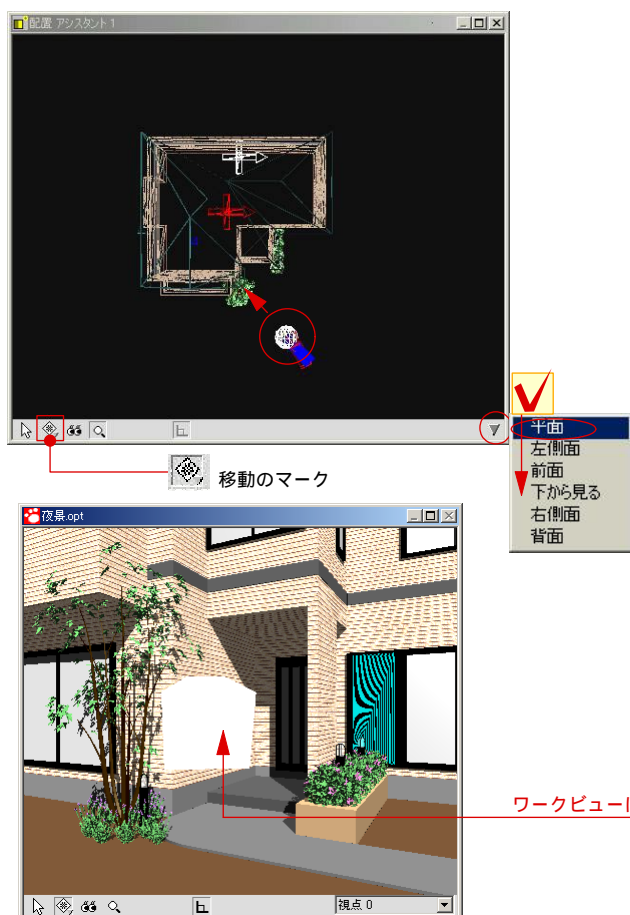 配置 アシスタント 1
平面
左側面
前面
下から見る
右側面
背面
移動のマーク
夜景.opt
ワークビューに
視点 0